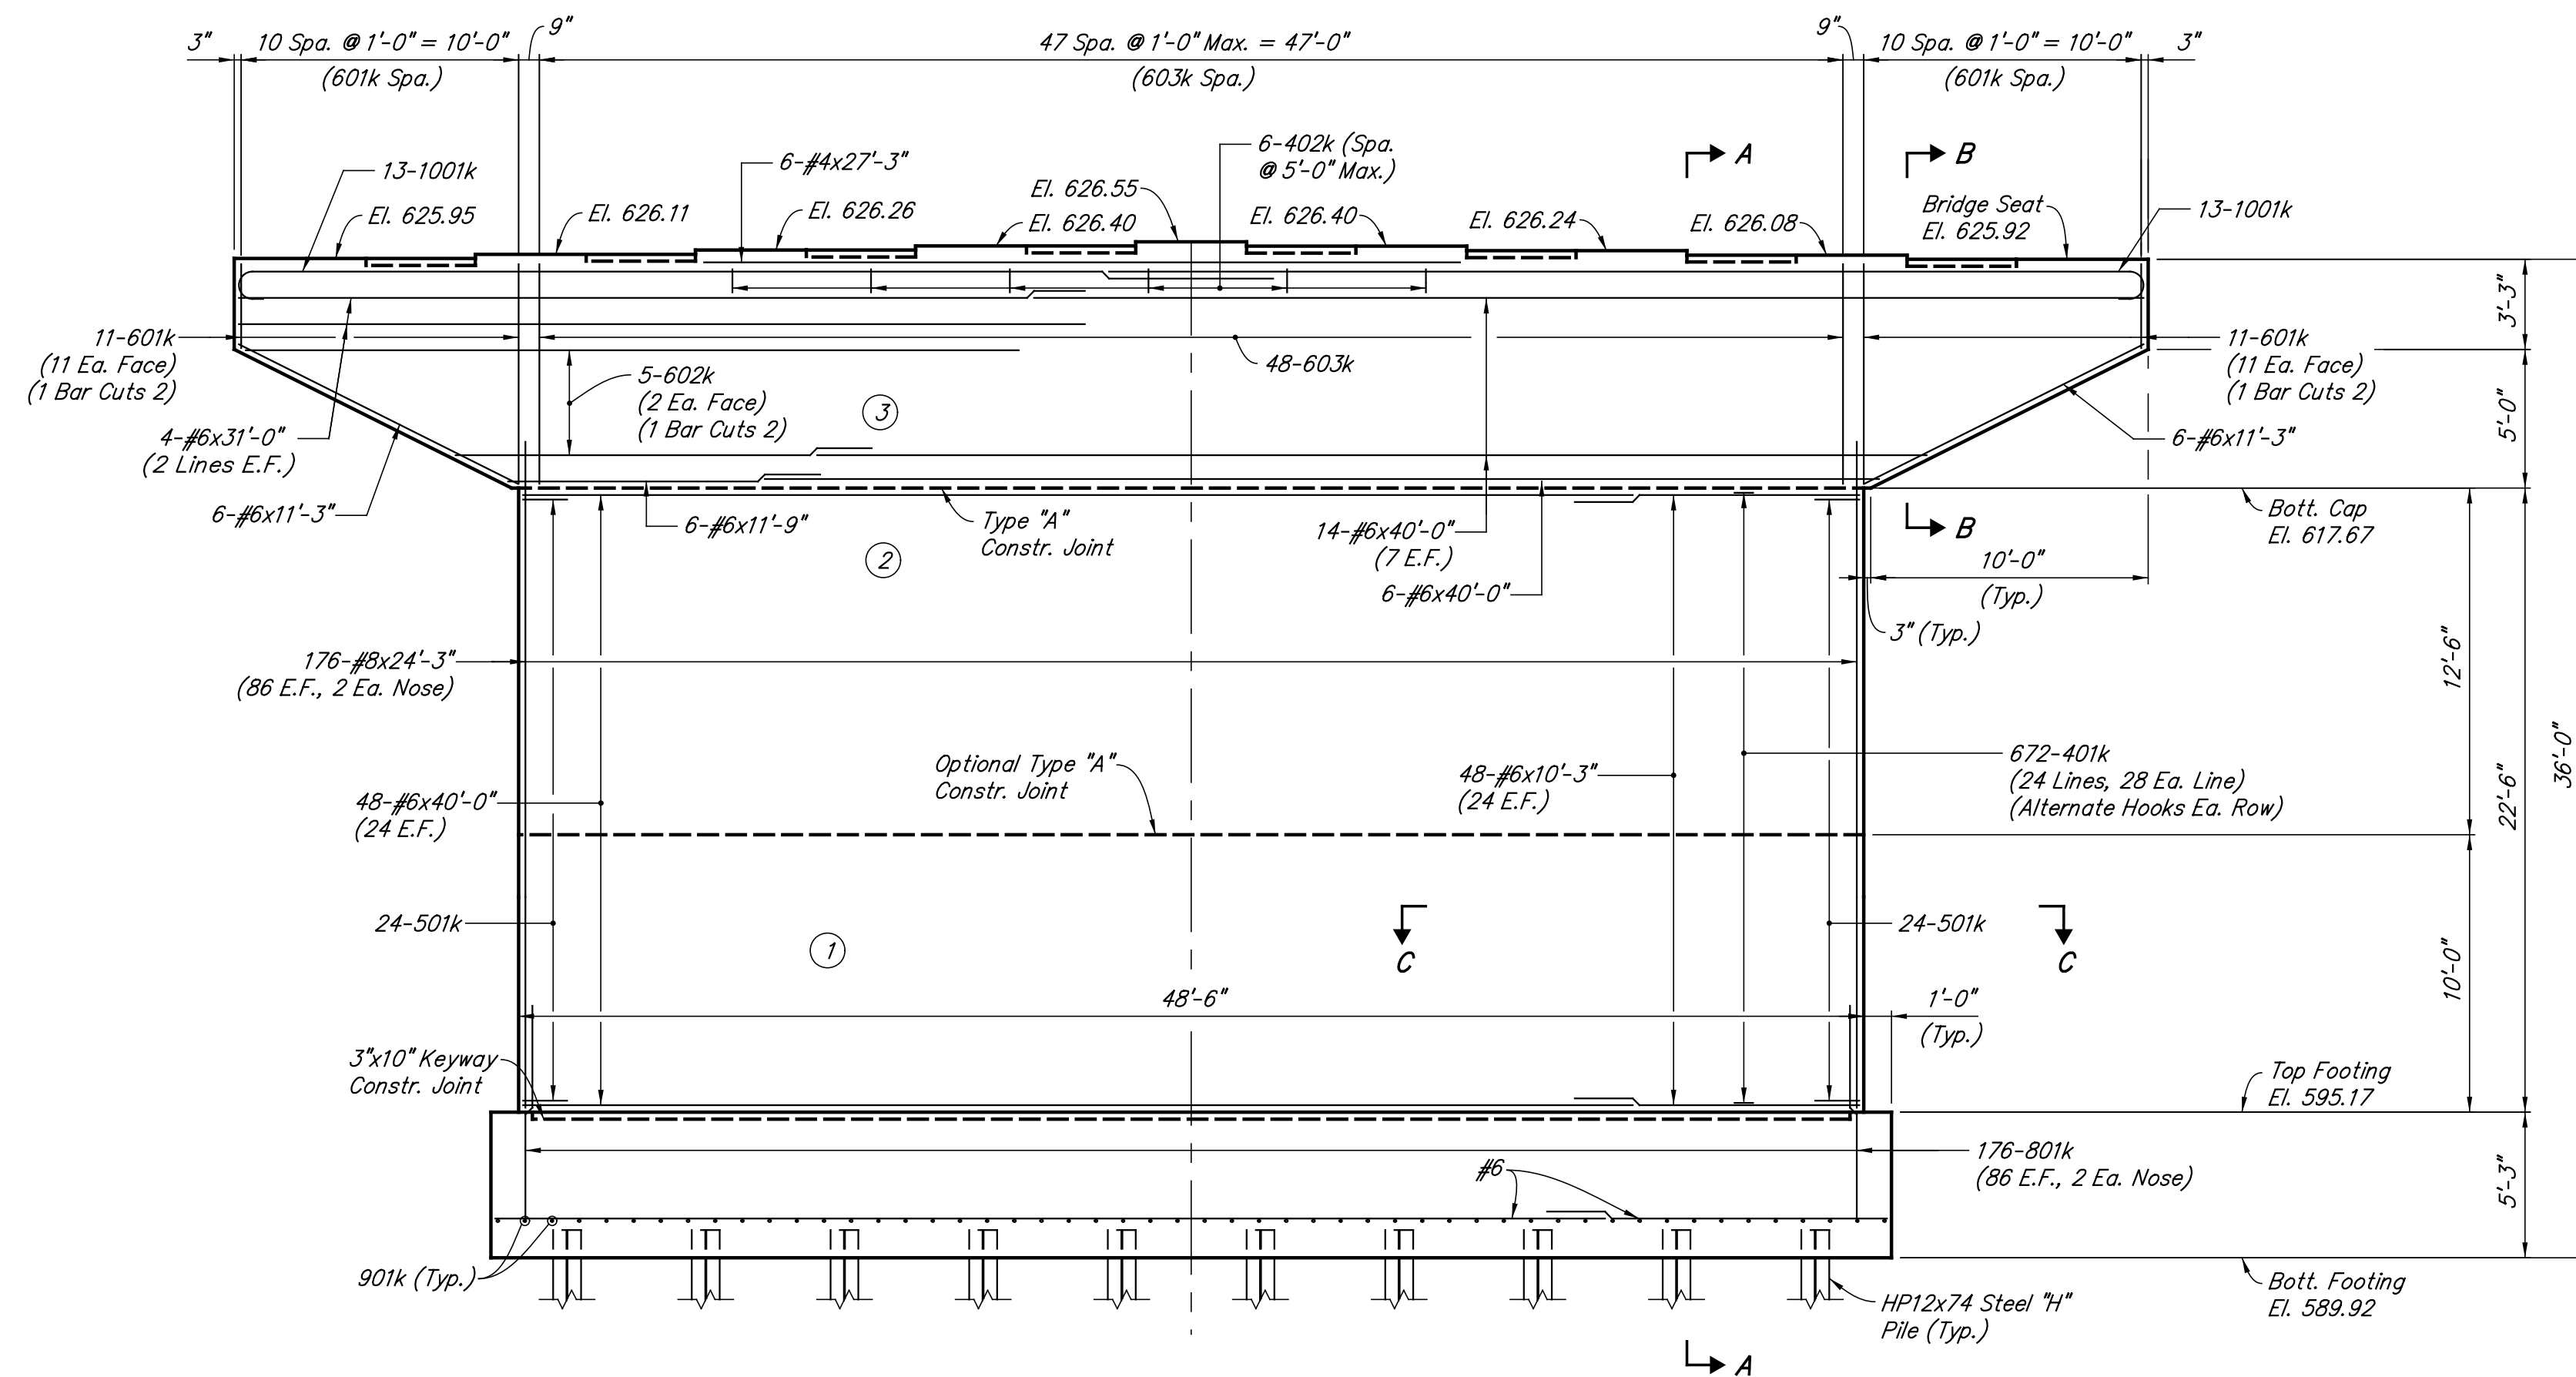 3"
10 Spa. @ 1'-0" = 10'-0"
(601k Spa.)
9"
47 Spa. @ 1'-0" Max. = 47'-0"
(603k Spa.)
9"
10 Spa. @ 1'-0" = 10'-0"
(601k Spa.)
3"
13-1001k
El. 625.95
El. 626.11
6-#4x27'-3"
El. 626.26
El. 626.55
El. 626.40
6-402k (Spa.
@ 5'-0" Max.)
El. 626.40
El. 626.24
A
El. 626.08
B
Bridge Seat
El. 625.92
13-1001k
3'-3"
11-601k
(11 Ea. Face)
(1 Bar Cuts 2)
48-603k
11-601k
(11 Ea. Face)
(1 Bar Cuts 2)
5-602k
(2 Ea. Face)
(1 Bar Cuts 2)
3
5'-0"
4-#6x31'-0"
(2 Lines E.F.)
6-#6x11'-3"
6-#6x11'-3"
6-#6x11'-9"
Type "A"
Constr. Joint
2
14-#6x40'-0"
(7 E.F.)
6-#6x40'-0"
B
Bott. Cap
El. 617.67
10'-0"
(Typ.)
3" (Typ.)
176-#8x24'-3"
(86 E.F., 2 Ea. Nose)
12'-6"
36'-0"
22'-6"
Optional Type "A"
Constr. Joint
48-#6x40'-0"
(24 E.F.)
48-#6x10'-3"
(24 E.F.)
672-401k
(24 Lines, 28 Ea. Line)
(Alternate Hooks Ea. Row)
24-501k
1
C
24-501k
C
10'-0"
48'-6"
1'-0"
(Typ.)
3"x10" Keyway
Constr. Joint
Top Footing
El. 595.17
#6
176-801k
(86 E.F., 2 Ea. Nose)
5'-3"
901k (Typ.)
HP12x74 Steel "H"
Pile (Typ.)
Bott. Footing
El. 589.92
A